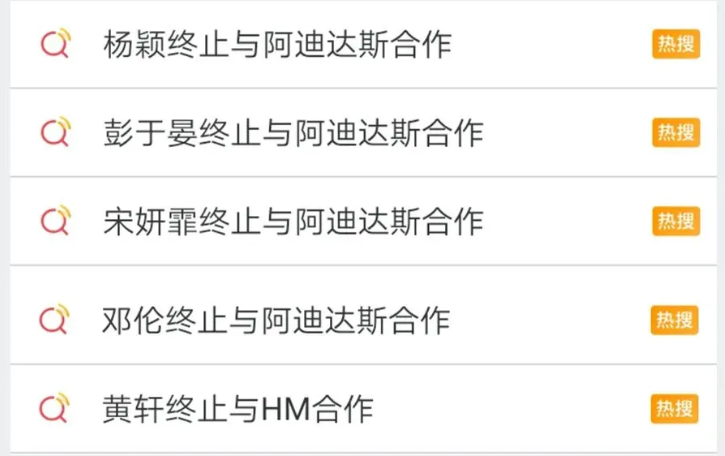 杨颖终止与阿迪达斯合作 热搜
彭于晏终止与阿迪达斯合作 热搜
宋妍霏终止与阿迪达斯合作 热搜
邓伦终止与阿迪达斯合作 热搜
黄轩终止与HM合作 热搜